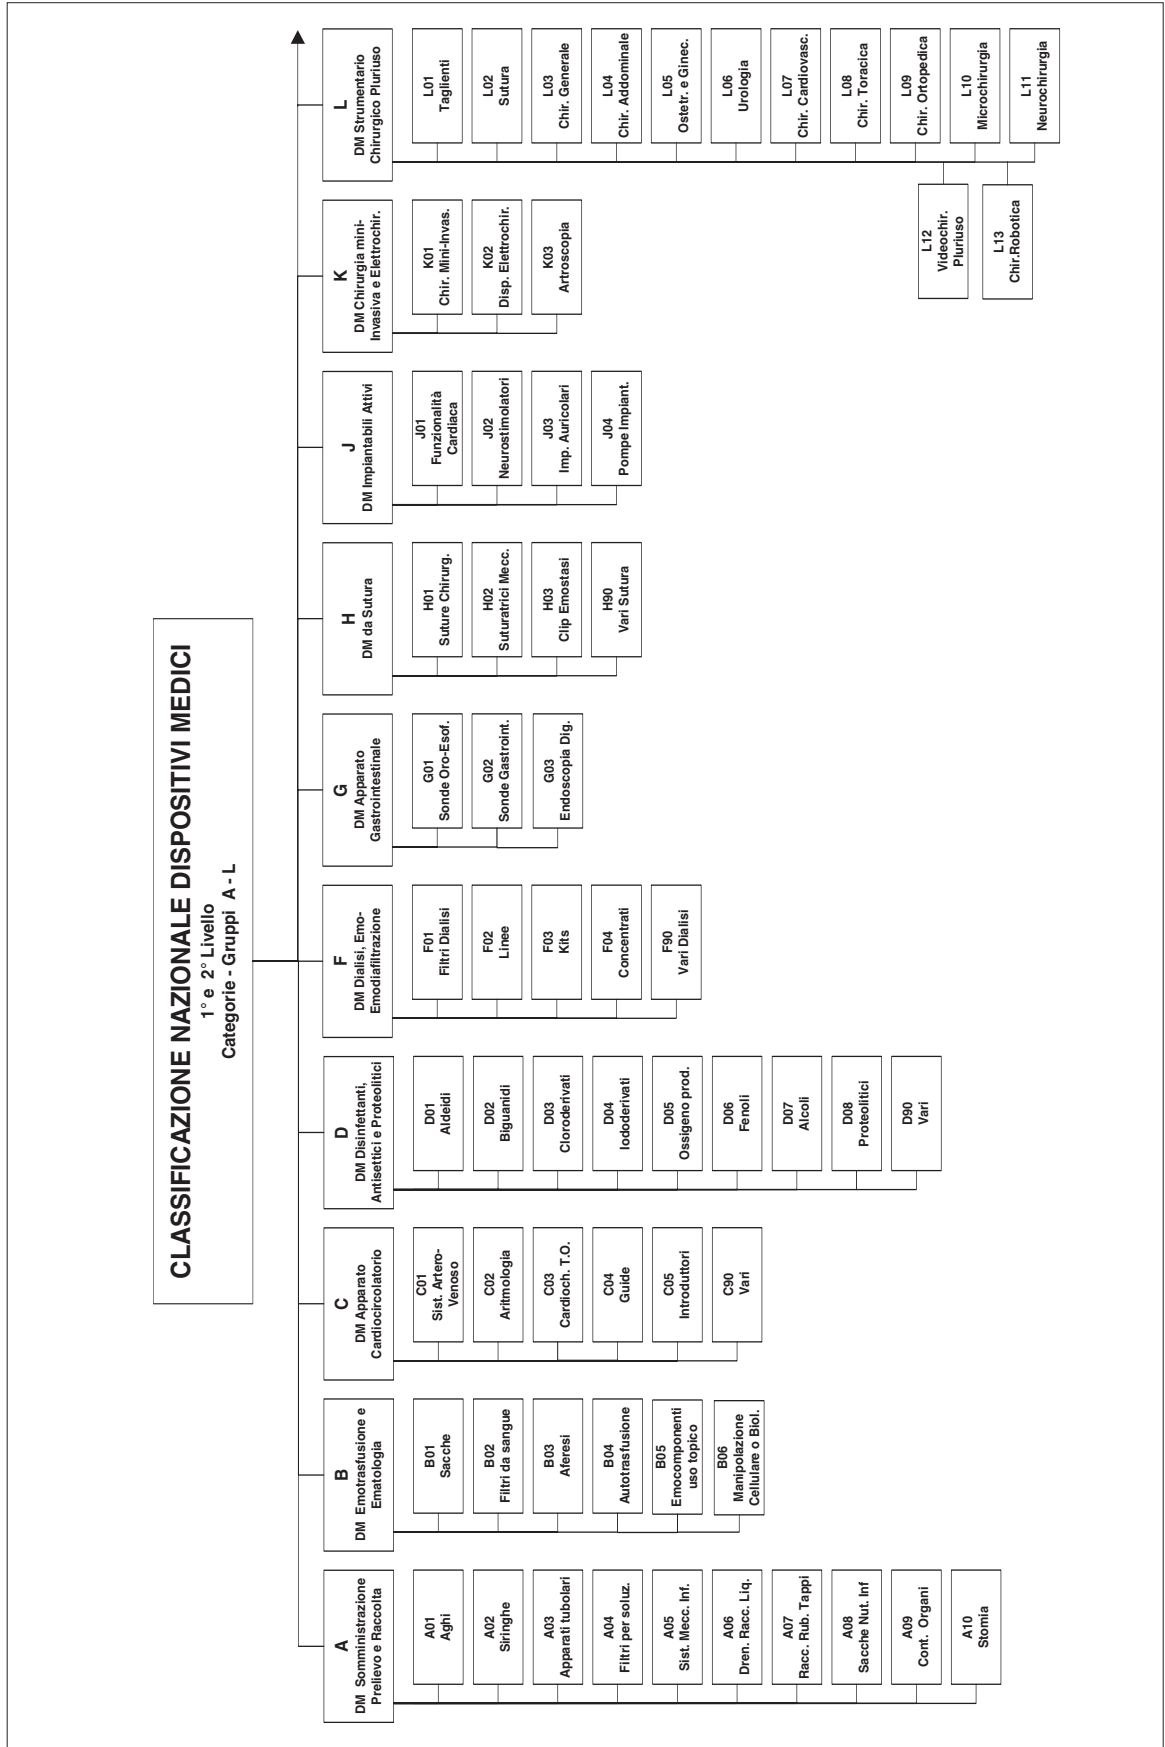 CLASSIFICAZIONE NAZIONALE DISPOSITIVI MEDICI
1° e 2° Livello
Categorie - Gruppi A - L
A
DM Somministrazione
Prelievo e Raccolta
A01
Aghi
A02
Siringhe
A03
Apparati tubolari
A04
Filtri per soluz.
A05
Sist. Mecc. Inf.
A06
Dren. Racc. Liq.
A07
Racc. Rub. Tappi
A08
Sacche Nut. Inf
A09
Cont. Organi
A10
Stomia
B
DM Emotrasfusione e
Ematologia
B01
Sacche
B02
Filtri da sangue
B03
Aferesi
B04
Autotrasfusione
B05
Emocomponenti
uso topico
B06
Manipolazione
Cellulare o Biol.
C
DM Apparato
Cardiocircolatorio
C01
Sist. Artero-
Venoso
C02
Aritmologia
C03
Cardioch. T.O.
C04
Guide
C05
Introduttori
C90
Vari
D
DM Disinfettanti,
Antisettici e Proteolitici
D01
Aldeidi
D02
Biguanidi
D03
Cloroderivati
D04
Iododerivati
D05
Ossigeno prod.
D06
Fenoli
D07
Alcoli
D08
Proteolitici
D90
Vari
F
DM Dialisi, Emo-
Emodiafiltrazione
F01
Filtri Dialisi
F02
Linee
F03
Kits
F04
Concentrati
F90
Vari Dialisi
G
DM Apparato
Gastrointestinale
G01
Sonde Oro-Esof.
G02
Sonde Gastroint.
G03
Endoscopia Dig.
H
DM da Sutura
H01
Suture Chirurg.
H02
Suturatrici Mecc.
H03
Clip Emostasi
H90
Vari Sutura
J
DM Impiantabili Attivi
J01
Funzionalità
Cardiaca
J02
Neurostimolatori
J03
Imp. Auricolari
J04
Pompe Impiant.
K
DM Chirurgia mini-
Invasiva e Elettrochir.
K01
Chir. Mini-Invas.
K02
Disp. Elettrochir.
K03
Artroscopia
L
DM Strumentario
Chirurgico Pluriuso
L01
Taglienti
L02
Sutura
L03
Chir. Generale
L04
Chir. Addominale
L05
Ostetr. e Ginec.
L06
Urologia
L07
Chir. Cardiovasc.
L08
Chir. Toracica
L09
Chir. Ortopedica
L10
Microchirurgia
L11
Neurochirurgia
L12
Videochir.
Pluriuso
L13
Chir.Robotica